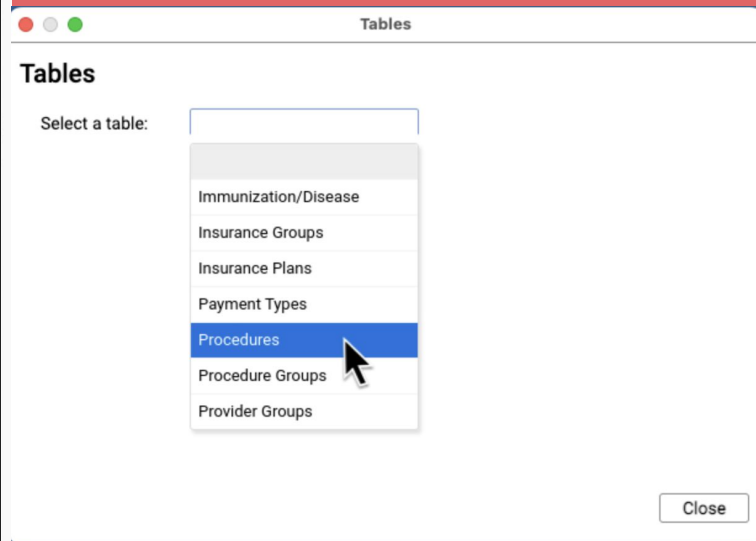 Tables
Tables
Select a table:
Immunization/Disease
Insurance Groups
Insurance Plans
Payment Types
Procedures
Procedure Groups
Provider Groups
Close